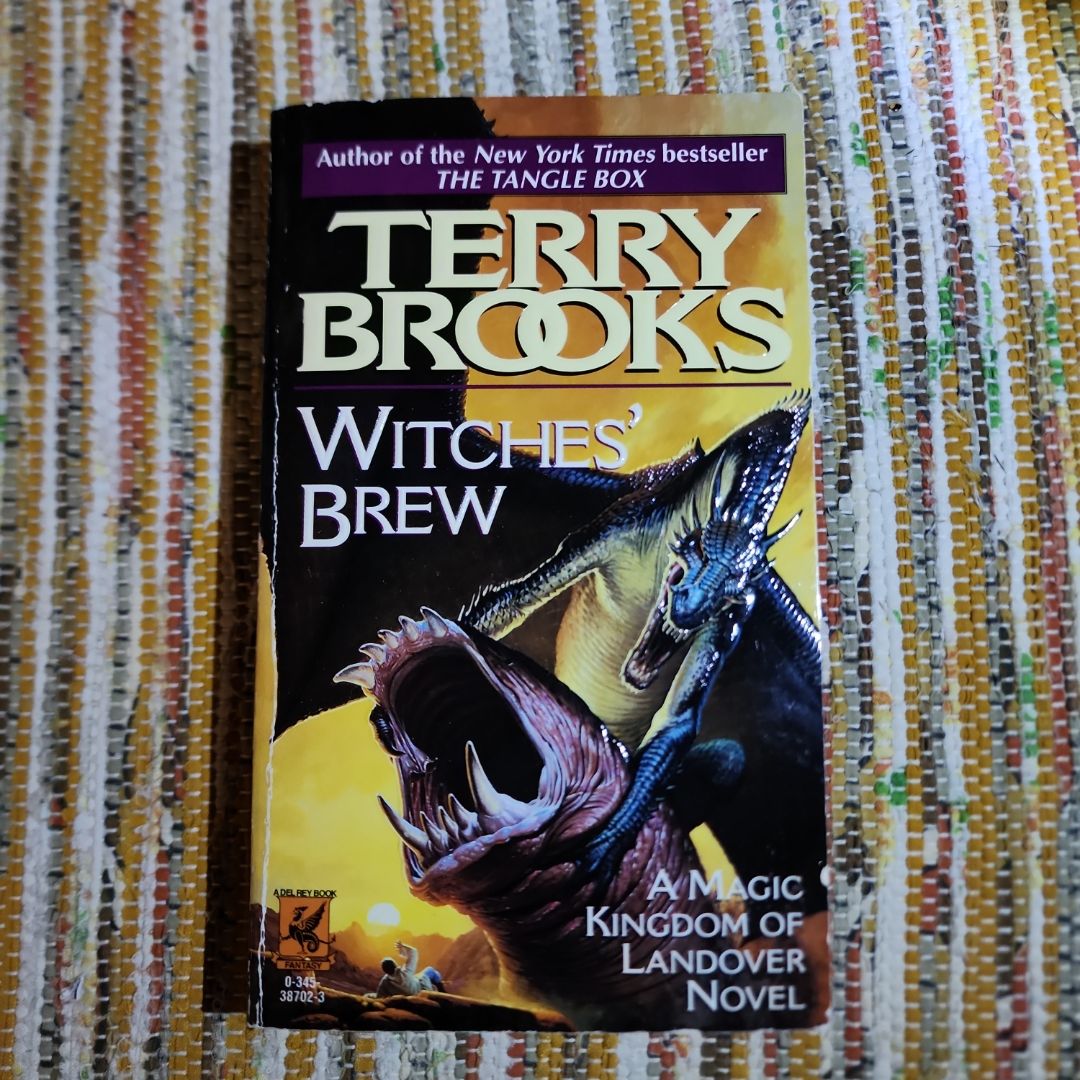 Author of the New York Times bestseller
THE TANGLE BOX
TERRY
BROOKS
WITCHES'
BREW
A DEL REY BOOK
FANTASY
0-345-
38702-3
A MAGIC
KINGDOM OF
LANDOVER
NOVEL